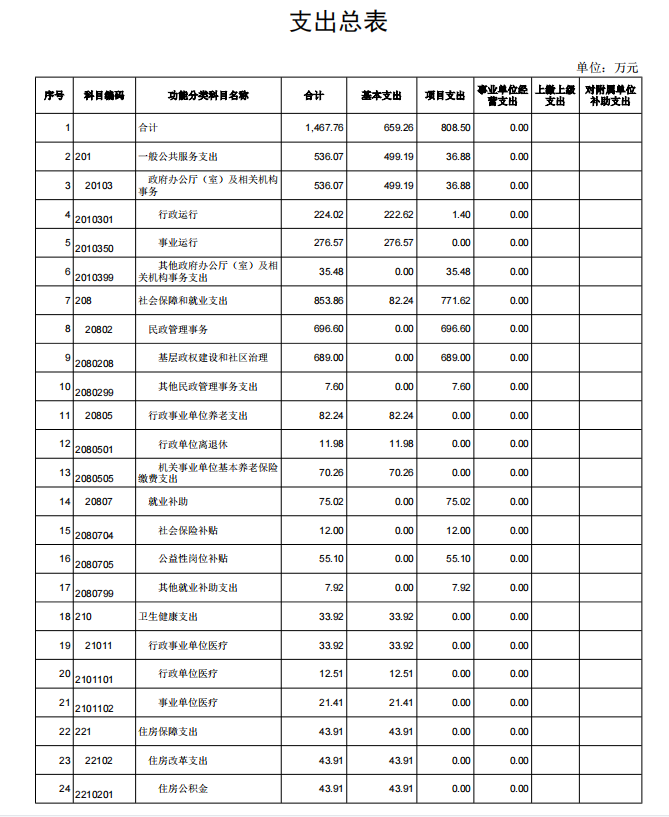 支出总表
单位：万元
序号 科目编码 功能分类科目名称 合计 基本支出 项目支出 事业单位经营支出 上缴上级支出 对附属单位补助支出
1 合计 1,467.76 659.26 808.50 0.00
2 201 一般公共服务支出 536.07 499.19 36.88 0.00
3 20103 政府办公厅（室）及相关机构事务 536.07 499.19 36.88 0.00
4 2010301 行政运行 224.02 222.62 1.40 0.00
5 2010350 事业运行 276.57 276.57 0.00 0.00
6 2010399 其他政府办公厅（室）及相关机构事务支出 35.48 0.00 35.48 0.00
7 208 社会保障和就业支出 853.86 82.24 771.62 0.00
8 20802 民政管理事务 696.60 0.00 696.60 0.00
9 2080208 基层政权建设和社区治理 689.00 0.00 689.00 0.00
10 2080299 其他民政管理事务支出 7.60 0.00 7.60 0.00
11 20805 行政事业单位养老支出 82.24 82.24 0.00 0.00
12 2080501 行政单位离退休 11.98 11.98 0.00 0.00
13 2080505 机关事业单位基本养老保险缴费支出 70.26 70.26 0.00 0.00
14 20807 就业补助 75.02 0.00 75.02 0.00
15 2080704 社会保险补贴 12.00 0.00 12.00 0.00
16 2080705 公益性岗位补贴 55.10 0.00 55.10 0.00
17 2080799 其他就业补助支出 7.92 0.00 7.92 0.00
18 210 卫生健康支出 33.92 33.92 0.00 0.00
19 21011 行政事业单位医疗 33.92 33.92 0.00 0.00
20 2101101 行政单位医疗 12.51 12.51 0.00 0.00
21 2101102 事业单位医疗 21.41 21.41 0.00 0.00
22 221 住房保障支出 43.91 43.91 0.00 0.00
23 22102 住房改革支出 43.91 43.91 0.00 0.00
24 2210201 住房公积金 43.91 43.91 0.00 0.00